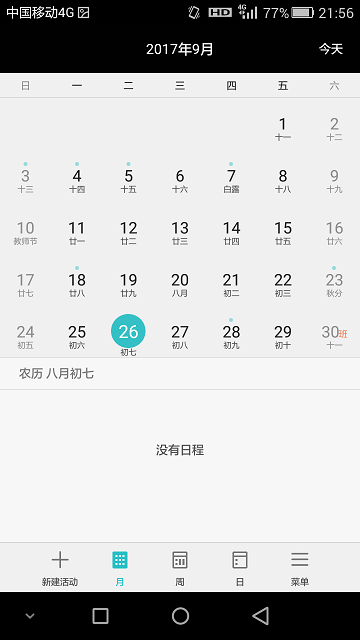 中国移动4G HD 4G 77% 21:56
2017年9月 今天
日 一 二 三 四 五 六
1 2
十一 十二
3 4 5 6 7 8 9
十三 十四 十五 十六 白露 十八 十九
10 11 12 13 14 15 16
教师节 廿一 廿二 廿三 廿四 廿五 廿六
17 18 19 20 21 22 23
廿七 廿八 廿九 八月 初二 初三 秋分
24 25 26 27 28 29 30班
初五 初六 初七 初八 初九 初十 十一
农历 八月初七
没有日程
新建活动 月 周 日 菜单